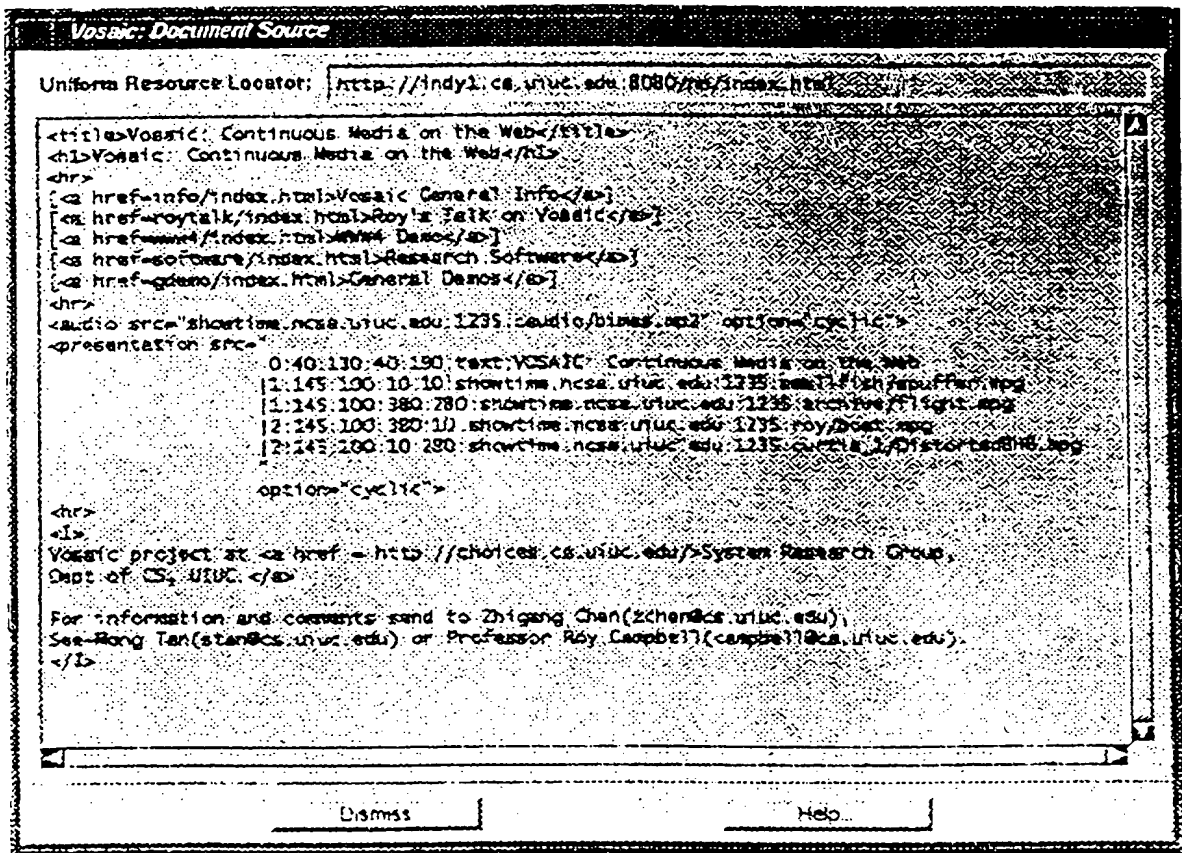 Vosaic: Document Source
Uniform Resource Locator: http://indy1.cs.uiuc.edu:8080/ms/index.html
<title>Vosaic: Continuous Media on the Web</title>
<h1>Vosaic: Continuous Media on the Web</h1>
<hr>
[<a href=info/index.html>Vosaic General Info</a>]
[<a href=roytalk/index.html>Roy's Talk on Vosaic</a>]
[<a href=www4/index.html>WWW4 Demo</a>]
[<a href=software/index.html>Research Software</a>]
[<a href=gdemo/index.html>General Demos</a>]
<hr>
<audio src="showtime.ncsa.uiuc.edu:1235: option="cyclic">
<presentation src="
0:40:130:40:190:text:VOSAIC: Continuous Media on the Web
|1:145:100:10:10:showtime.ncsa.uiuc.edu:1235:
|1:145:100:380:280:showtime.ncsa.uiuc.edu:1235:archive/flight.mpg
|2:145:100:380:10:showtime.ncsa.uiuc.edu:1235:roy/boat.mpg
|2:145:100:10:280:showtime.ncsa.uiuc.edu:1235:
"
option="cyclic">
<hr>
<I>
Vosaic project at <a href = http://choices.cs.uiuc.edu/>System Research Group,
Dept of CS, UIUC.</a>
For information and comments send to Zhigang Chen(zchen@cs.uiuc.edu),
See-Mong Tan(stan@cs.uiuc.edu) or Professor Roy Campbell(campbell@cs.uiuc.edu).
</I>
Dismiss
Help...